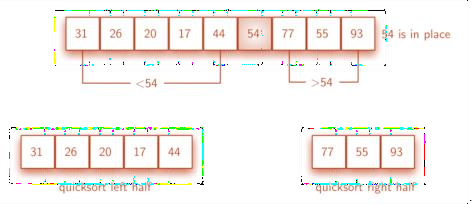 31 26 20 17 44 54 77 55 93 54 is in place
<54 >54
31 26 20 17 44 77 55 93
quicksort left half quicksort right half